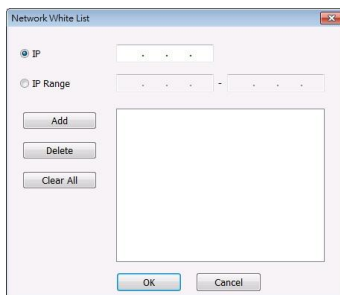 Network White List
IP . . .
IP Range . . . - . . .
Add
Delete
Clear All
OK Cancel